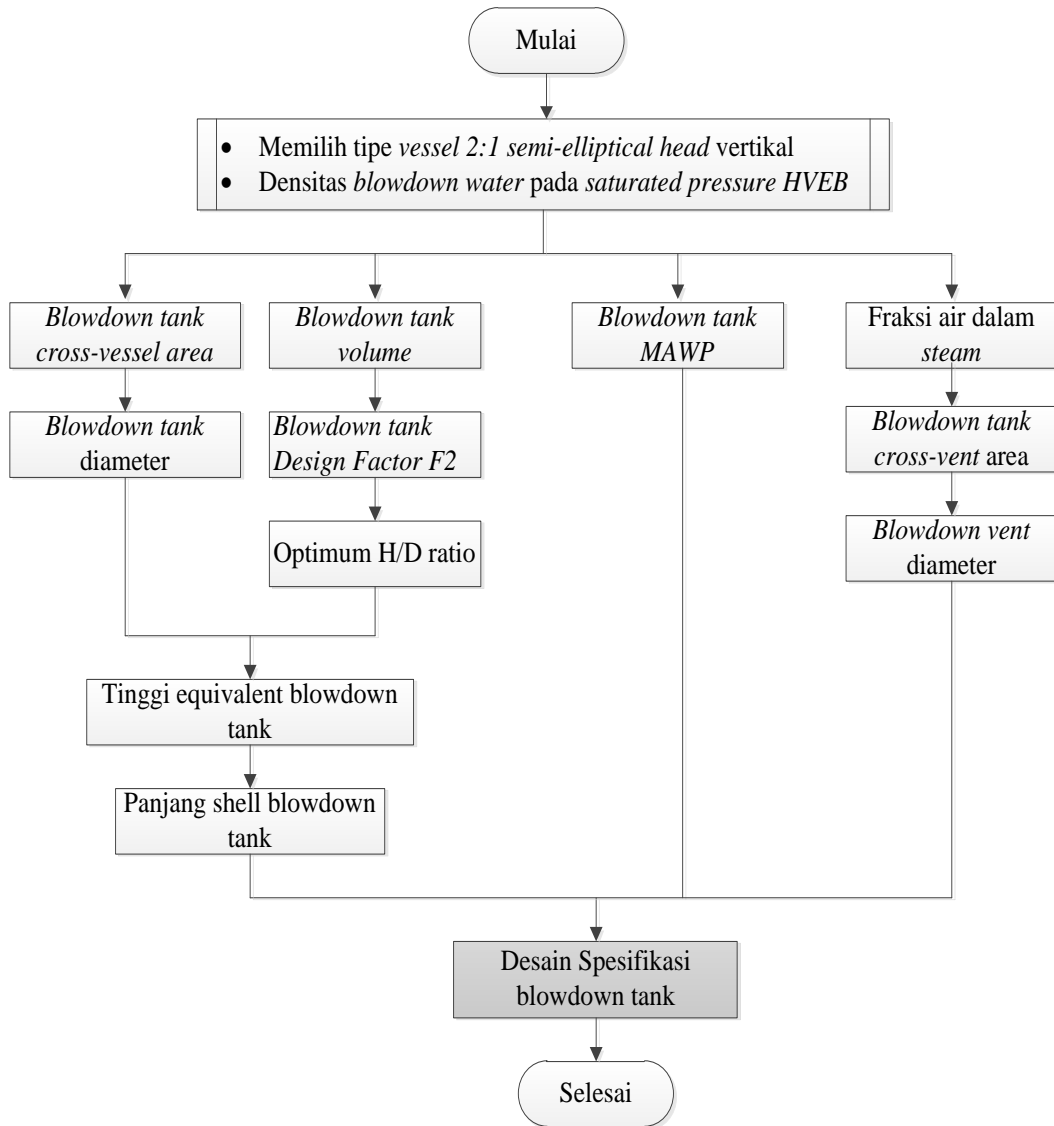 Mulai
• Memilih tipe vessel 2:1 semi-elliptical head vertikal
• Densitas blowdown water pada saturated pressure HVEB
Blowdown tank
cross-vessel area
Blowdown tank
volume
Blowdown tank
MAWP
Fraksi air dalam
steam
Blowdown tank
diameter
Blowdown tank
Design Factor F2
Blowdown tank
cross-vent area
Optimum H/D ratio
Blowdown vent
diameter
Tinggi equivalent blowdown
tank
Panjang shell blowdown
tank
Desain Spesifikasi
blowdown tank
Selesai